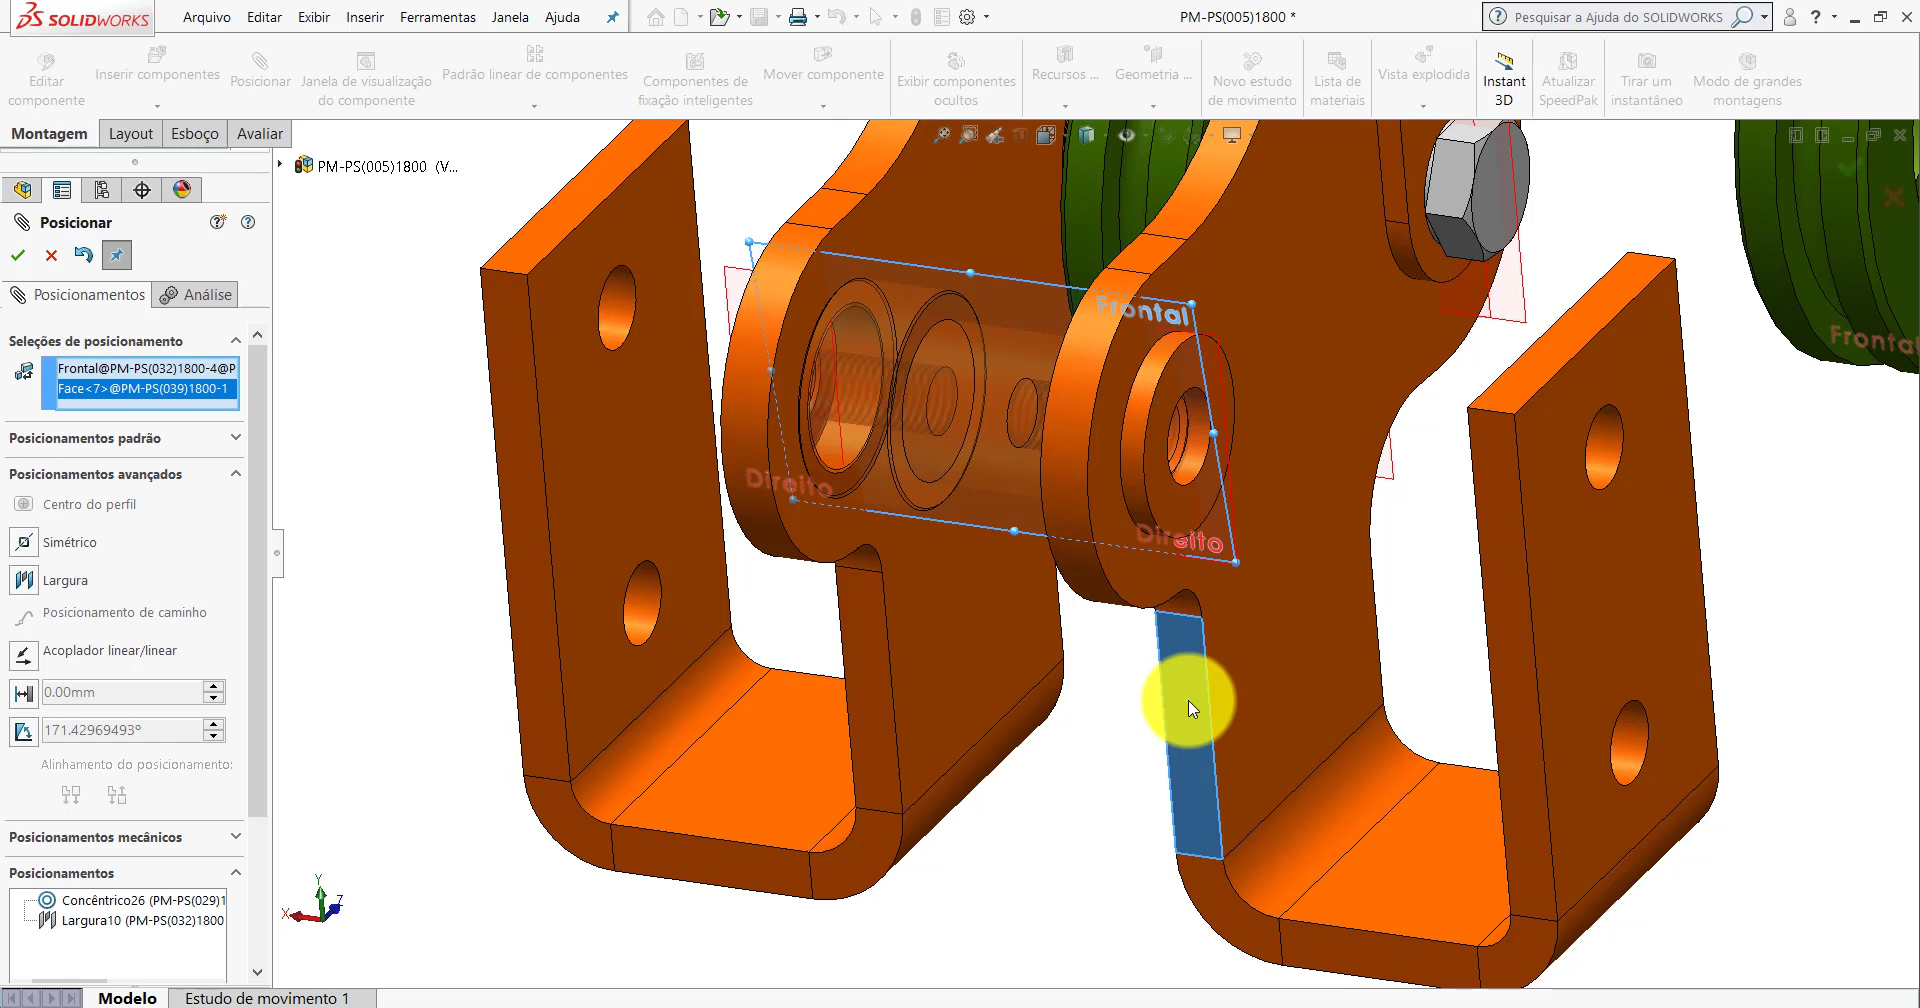 SOLIDWORKS
Arquivo Editar Exibir Inserir Ferramentas Janela Ajuda
PM-PS(005)1800 *
Pesquisar a Ajuda do SOLIDWORKS
?
Editar componente
Inserir componentes
Posicionar
Janela de visualização do componente
Padrão linear de componentes
Componentes de fixação inteligentes
Mover componente
Exibir componentes ocultos
Recursos ...
Geometria ...
Novo estudo de movimento
Lista de materiais
Vista explodida
Instant 3D
Atualizar SpeedPak
Tirar um instantâneo
Modo de grandes montagens
Montagem Layout Esboço Avaliar
PM-PS(005)1800 (V...
Posicionar
Posicionamentos Análise
Seleções de posicionamento
Frontal@PM-PS(032)1800-4@P
Face<7>@PM-PS(039)1800-1
Posicionamentos padrão
Posicionamentos avançados
Centro do perfil
Simétrico
Largura
Posicionamento de caminho
Acoplador linear/linear
0.00mm
171.42969493°
Alinhamento do posicionamento:
Posicionamentos mecânicos
Posicionamentos
Concêntrico26 (PM-PS(029)1
Largura10 (PM-PS(032)1800
Frontal
Direito
Direito
Fronta
Y
X
Z
Modelo Estudo de movimento 1